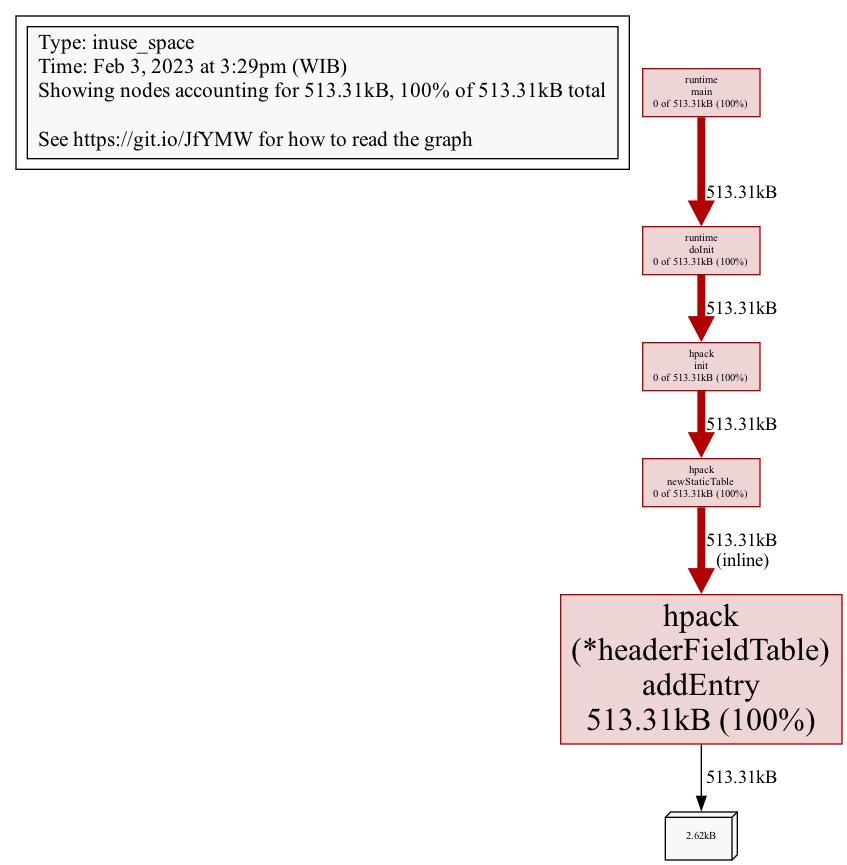 Type: inuse_space
Time: Feb 3, 2023 at 3:29pm (WIB)
Showing nodes accounting for 513.31kB, 100% of 513.31kB total
See https://git.io/JfYMW for how to read the graph
runtime
main
0 of 513.31kB (100%)
513.31kB
runtime
doInit
0 of 513.31kB (100%)
513.31kB
hpack
init
0 of 513.31kB (100%)
513.31kB
hpack
newStaticTable
0 of 513.31kB (100%)
513.31kB
(inline)
hpack
(*headerFieldTable)
addEntry
513.31kB (100%)
513.31kB
2.62kB